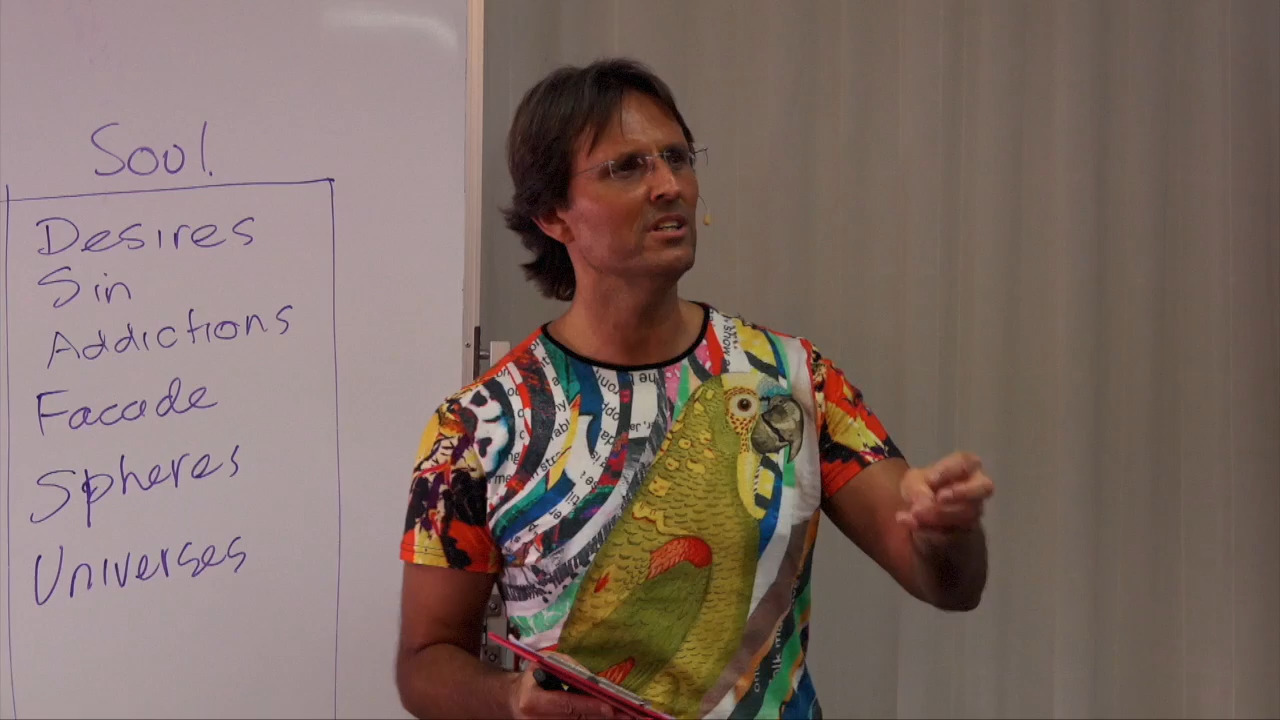 Soul
Desires
Sin
Addictions
Facade
Spheres
Universes